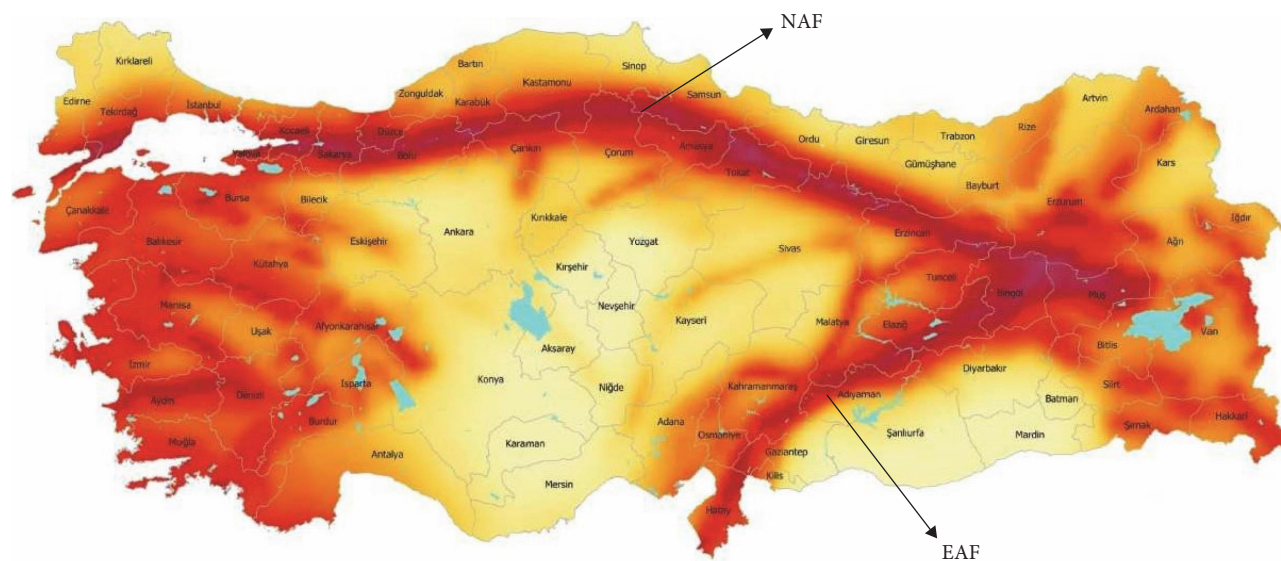 NAF
Kırklareli
Edirne
Tekirdağ
İstanbul
Zonguldak
Bartın
Karabük
Kastamonu
Sinop
Samsun
Kocaeli
Yalova
Sakarya
Düzce
Bolu
Çankırı
Çorum
Amasya
Tokat
Ordu
Giresun
Trabzon
Gümüşhane
Bayburt
Rize
Artvin
Ardahan
Kars
Iğdır
Ağrı
Erzurum
Erzincan
Çanakkale
Balıkesir
Bursa
Bilecik
Kütahya
Eskişehir
Ankara
Kırıkkale
Yozgat
Kırşehir
Nevşehir
Sivas
Kayseri
Tunceli
Bingöl
Muş
Malatya
Elazığ
Bitlis
Van
Manisa
Uşak
Afyonkarahisar
İzmir
Aydın
Denizli
Isparta
Burdur
Muğla
Antalya
Konya
Aksaray
Niğde
Karaman
Mersin
Adana
Kahramanmaraş
Osmaniye
Hatay
Gaziantep
Kilis
Adıyaman
Şanlıurfa
Diyarbakır
Batman
Mardin
Siirt
Şırnak
Hakkari
EAF